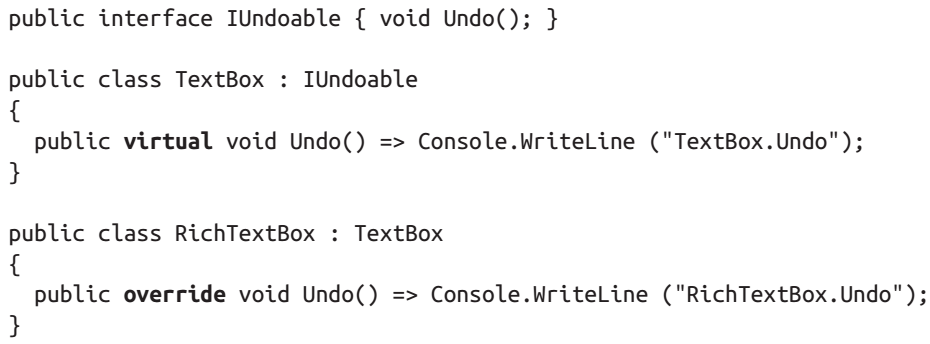 public interface IUndoable { void Undo(); }
public class TextBox : IUndoable
{
  public virtual void Undo() => Console.WriteLine ("TextBox.Undo");
}
public class RichTextBox : TextBox
{
  public override void Undo() => Console.WriteLine ("RichTextBox.Undo");
}